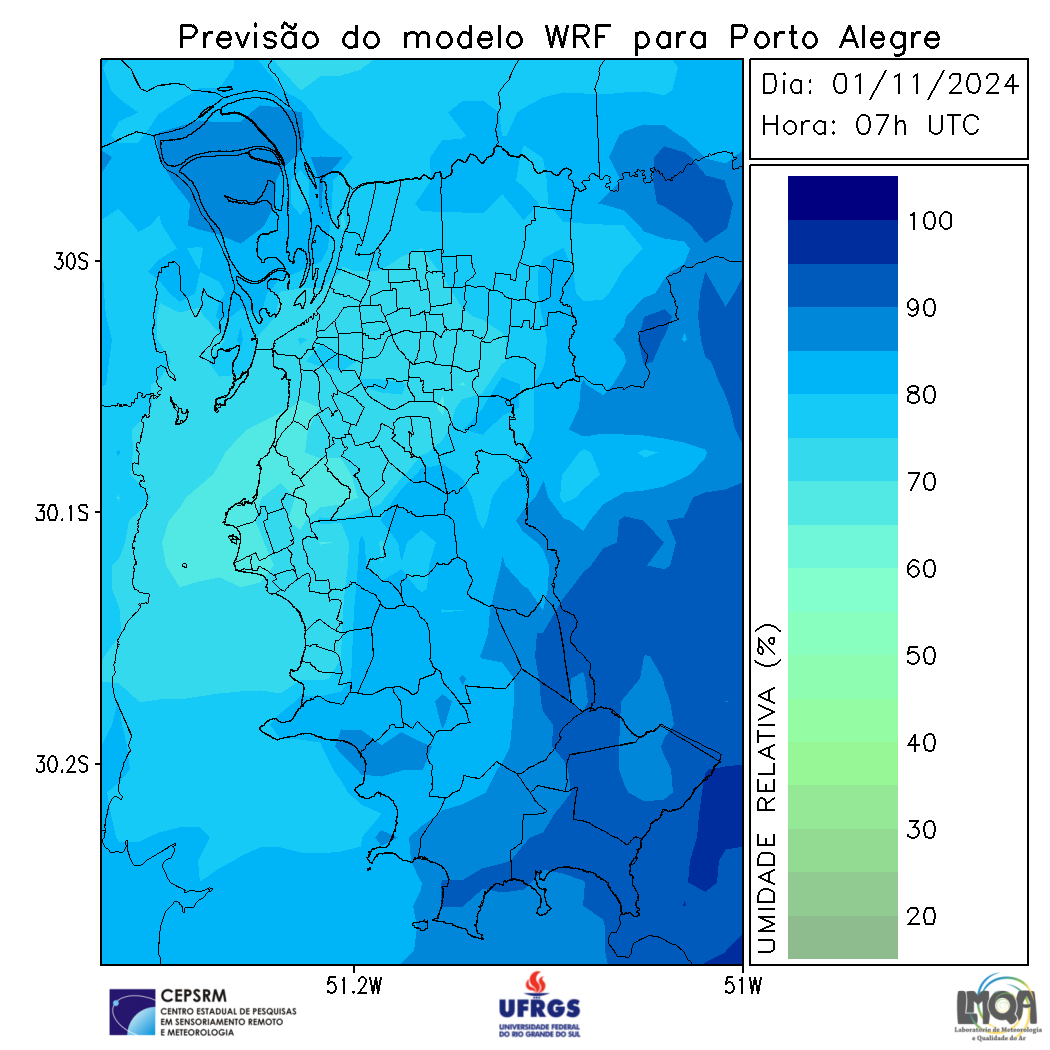 Previsão do modelo WRF para Porto Alegre
Dia: 01/11/2024
Hora: 07h UTC
30S
30.1S
30.2S
51.2W
51W
100
90
80
70
60
50
40
30
20
UMIDADE RELATIVA (%)
CEPSRM
CENTRO ESTADUAL DE PESQUISAS
EM SENSORIAMENTO REMOTO
E METEOROLOGIA
UFRGS
UNIVERSIDADE FEDERAL
DO RIO GRANDE DO SUL
LMQA
Laboratório de Meteorologia
e Qualidade do Ar